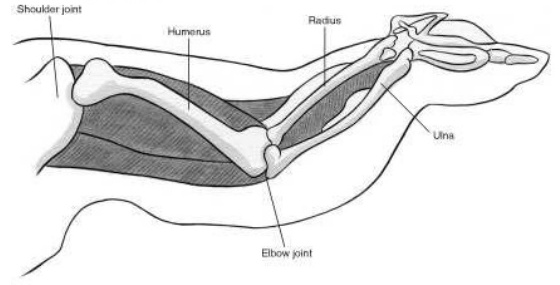 Shoulder joint
Humerus
Radius
Ulna
Elbow joint